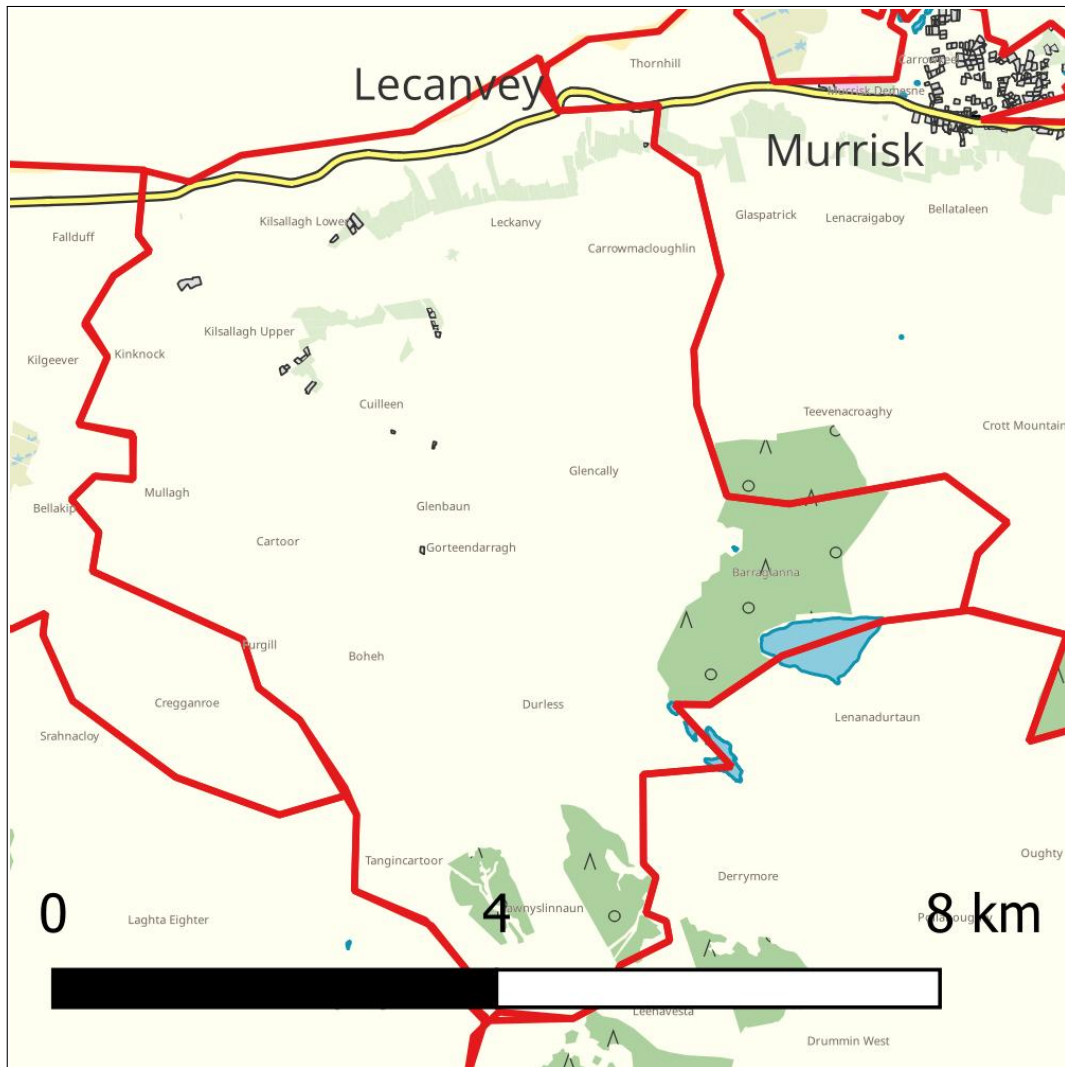 Thornhill
Carrowkeel
Lecanvey
Murrisk Demesne
Murrisk
Glaspatrick
Lenacraigaboy
Bellataleen
Kilsallagh Lower
Leckanvy
Fallduff
Carrowmacloughlin
Kilsallagh Upper
Kinknock
Kilgeever
Cuilleen
Teevenacroaghy
Crott Mountain
Glencally
Mullagh
Glenbaun
Bellakip
Cartoor
Gorteendarragh
Barraglanna
Furgill
Boheh
Durless
Cregganroe
Lenanadurtaun
Srahnacloy
Tangincartoor
Oughty
Derrymore
Laghta Eighter
0
4
8 km
Leenavesta
Drummin West